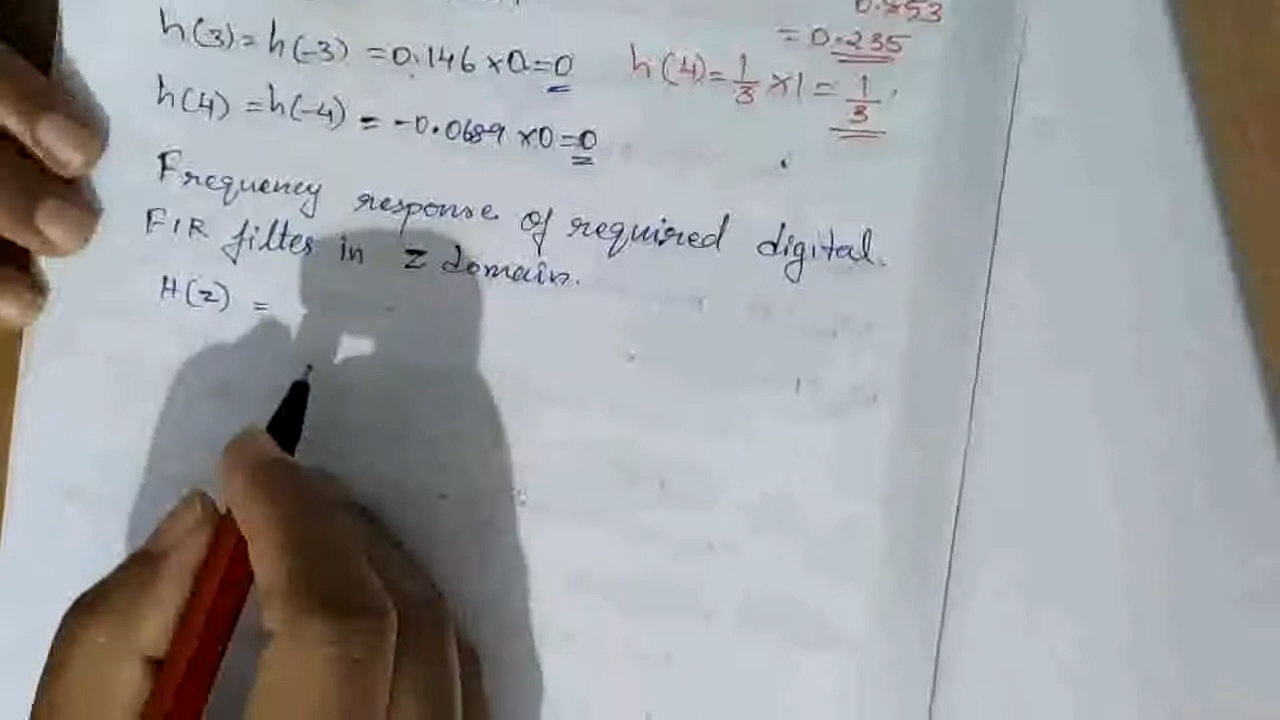 0.853
= 0.235
h(3) = h(-3) = 0.146 × 0 = 0
h(4) = 1/3 × 1 = 1/3
h(4) = h(-4) = -0.0689 × 0 = 0
Frequency response of required digital.
FIR filter in z domain.
H(z) =